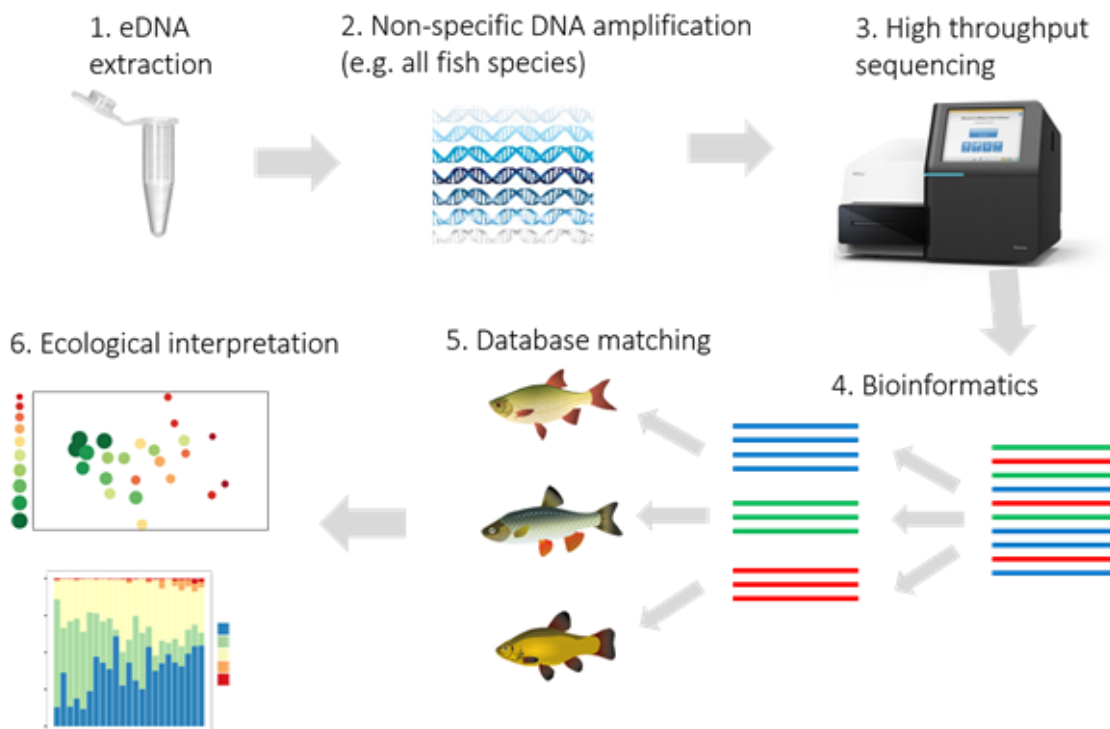 1. eDNA
extraction
2. Non-specific DNA amplification
(e.g. all fish species)
3. High throughput
sequencing
4. Bioinformatics
5. Database matching
6. Ecological interpretation